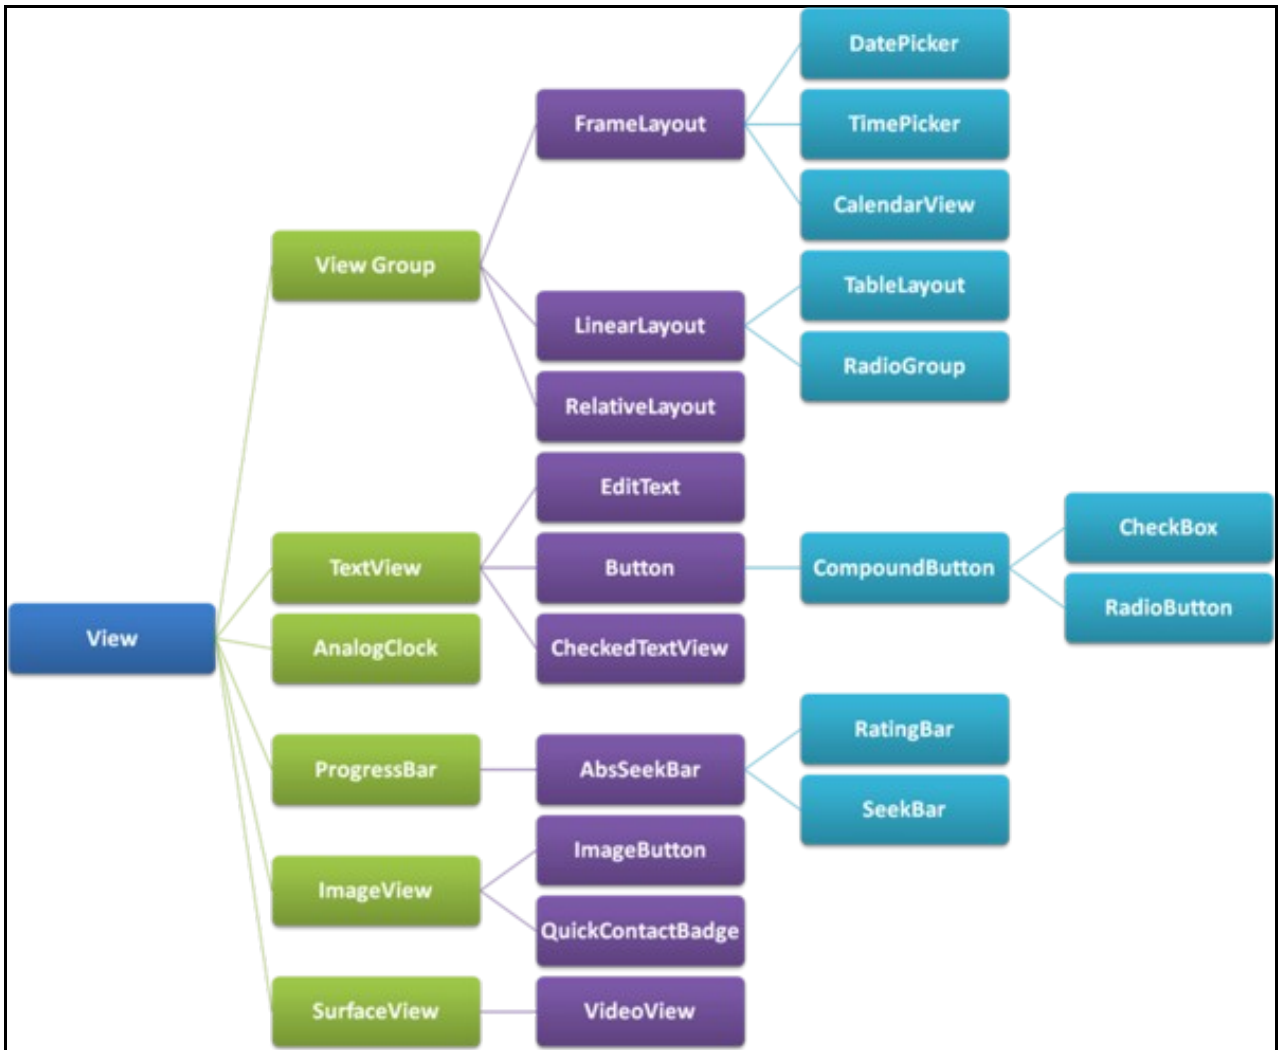 DatePicker
FrameLayout
TimePicker
CalendarView
View Group
TableLayout
LinearLayout
RadioGroup
RelativeLayout
EditText
CheckBox
TextView
Button
CompoundButton
RadioButton
View
AnalogClock
CheckedTextView
RatingBar
ProgressBar
AbsSeekBar
SeekBar
ImageButton
ImageView
QuickContactBadge
SurfaceView
VideoView